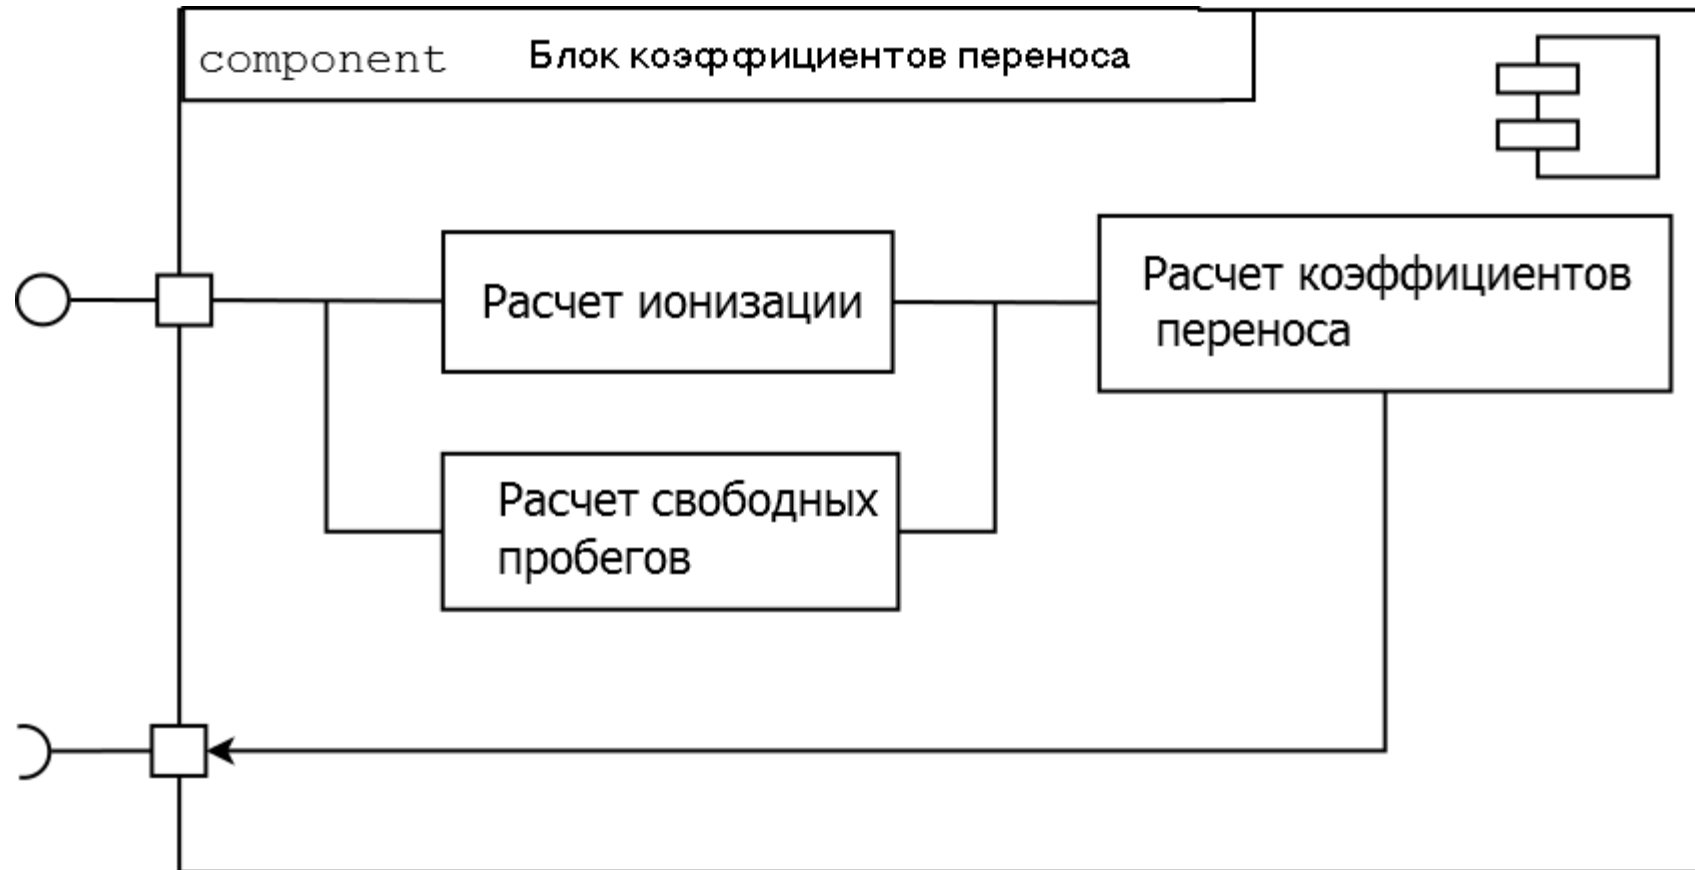 component Блок коэффициентов переноса
Расчет ионизации
Расчет коэффициентов
переноса
Расчет свободных
пробегов